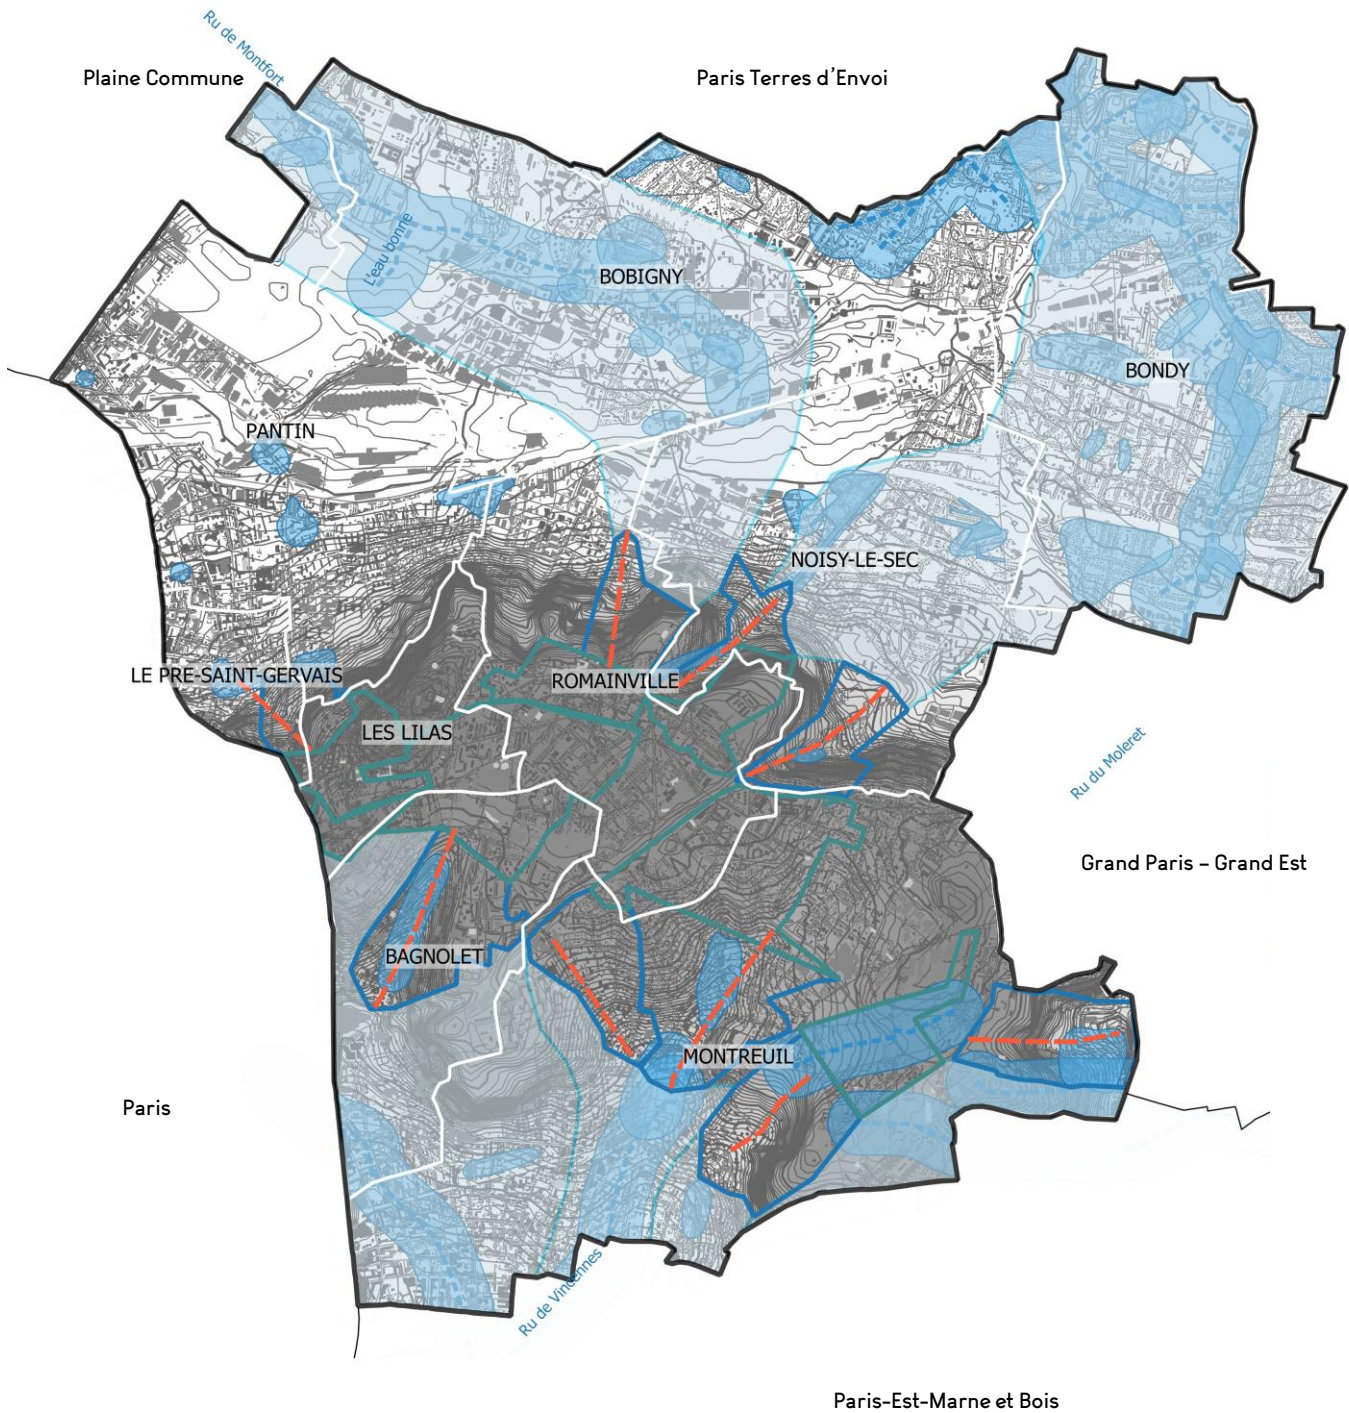 Ru de Montfort
Plaine Commune
Paris Terres d'Envoi
L'eau bonne
BOBIGNY
BONDY
PANTIN
NOISY-LE-SEC
LE PRE-SAINT-GERVAIS
ROMAINVILLE
LES LILAS
Ru du Moleret
Grand Paris – Grand Est
BAGNOLET
MONTREUIL
Paris
Ru de Vincennes
Paris-Est-Marne et Bois